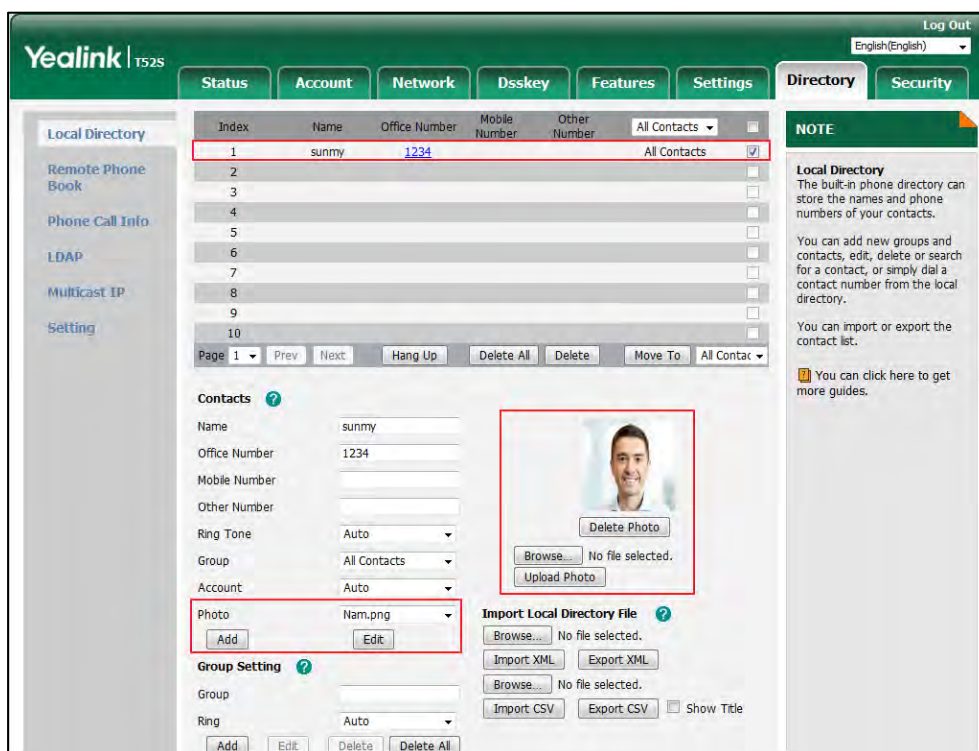 Log Out
English(English)
Yealink | T52S
Status Account Network Dsskey Features Settings Directory Security
Local Directory
Remote Phone
Book
Phone Call Info
LDAP
Multicast IP
Setting
Index Name Office Number Mobile Number Other Number All Contacts
1 sunmy 1234 All Contacts
2
3
4
5
6
7
8
9
10
Page 1 Prev Next Hang Up Delete All Delete Move To All Contac
Contacts ?
Name sunmy
Office Number 1234
Mobile Number
Other Number
Ring Tone Auto
Group All Contacts
Account Auto
Photo Nam.png
Add Edit
Delete Photo
Browse... No file selected.
Upload Photo
Group Setting ?
Group
Ring Auto
Add Edit Delete Delete All
Import Local Directory File ?
Browse... No file selected.
Import XML Export XML
Browse... No file selected.
Import CSV Export CSV Show Title
NOTE
Local Directory
The built-in phone directory can
store the names and phone
numbers of your contacts.
You can add new groups and
contacts, edit, delete or search
for a contact, or simply dial a
contact number from the local
directory.
You can import or export the
contact list.
? You can click here to get
more guides.